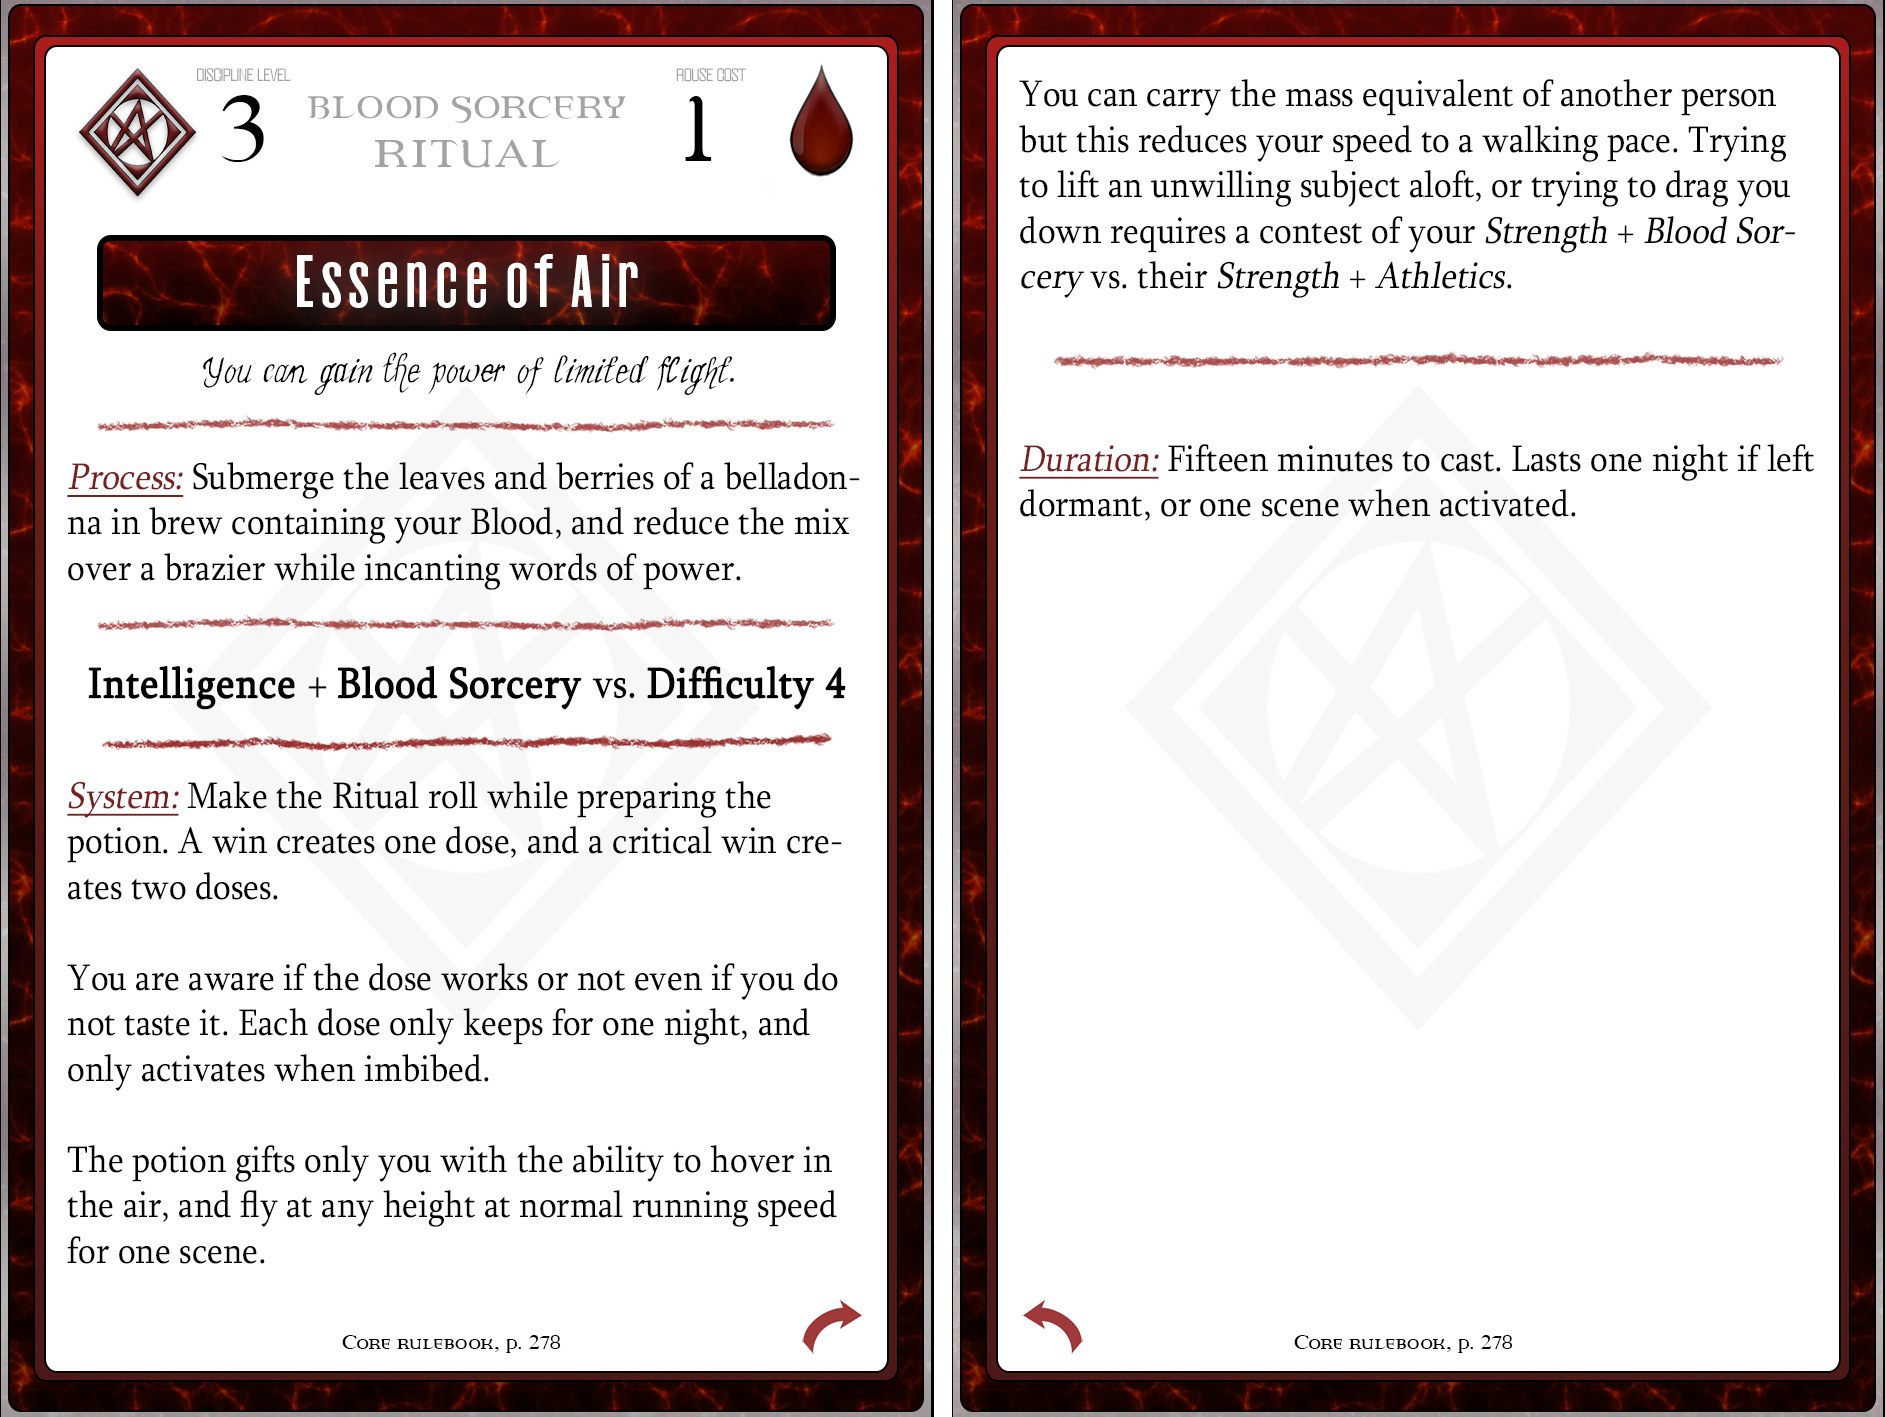 DISCIPLINE LEVEL
3
BLOOD SORCERY
RITUAL
ROUSE COST
1
Essence of Air
You can gain the power of limited flight.
Process: Submerge the leaves and berries of a belladon-
na in brew containing your Blood, and reduce the mix
over a brazier while incanting words of power.
Intelligence + Blood Sorcery vs. Difficulty 4
System: Make the Ritual roll while preparing the
potion. A win creates one dose, and a critical win cre-
ates two doses.
You are aware if the dose works or not even if you do
not taste it. Each dose only keeps for one night, and
only activates when imbibed.
The potion gifts only you with the ability to hover in
the air, and fly at any height at normal running speed
for one scene.
Core rulebook, p. 278
You can carry the mass equivalent of another person
but this reduces your speed to a walking pace. Trying
to lift an unwilling subject aloft, or trying to drag you
down requires a contest of your Strength + Blood Sor-
cery vs. their Strength + Athletics.
Duration: Fifteen minutes to cast. Lasts one night if left
dormant, or one scene when activated.
Core rulebook, p. 278